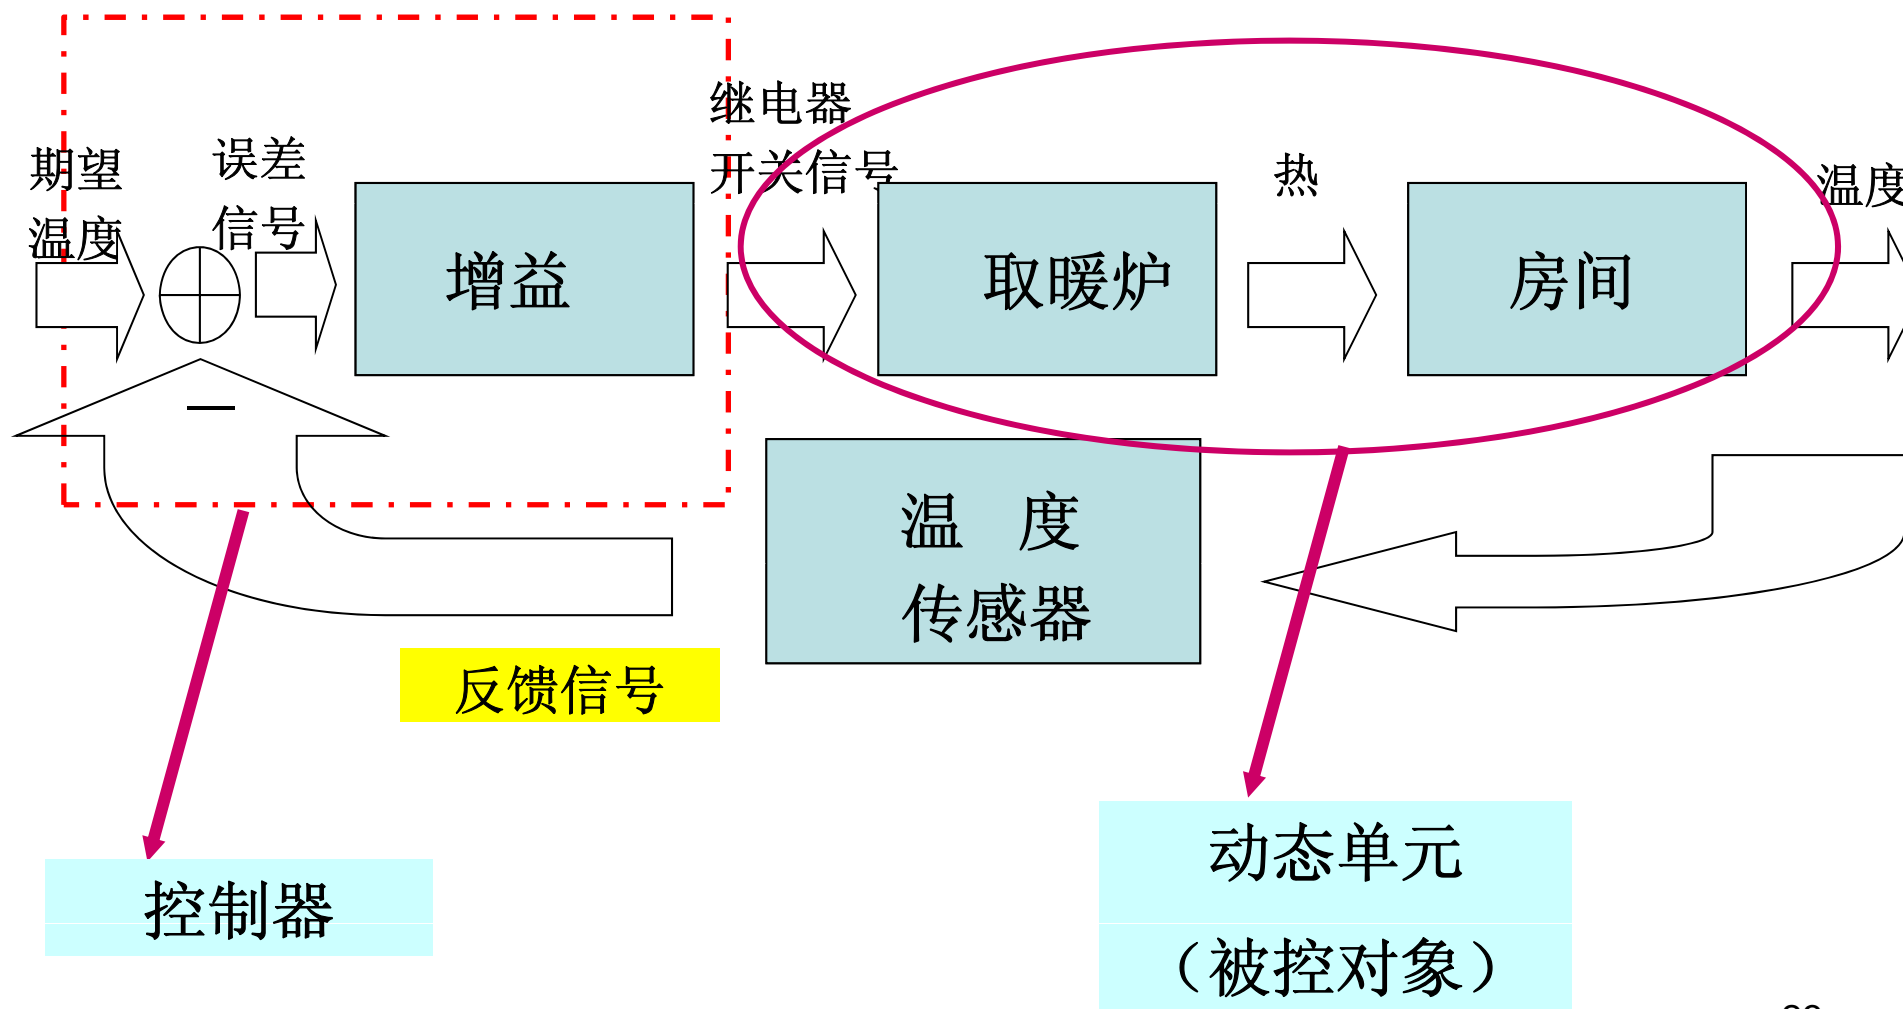 期望
温度
误差
信号
增益
继电器
开关信号
取暖炉
热
房间
温度
—
温 度
传感器
反馈信号
控制器
动态单元
（被控对象）